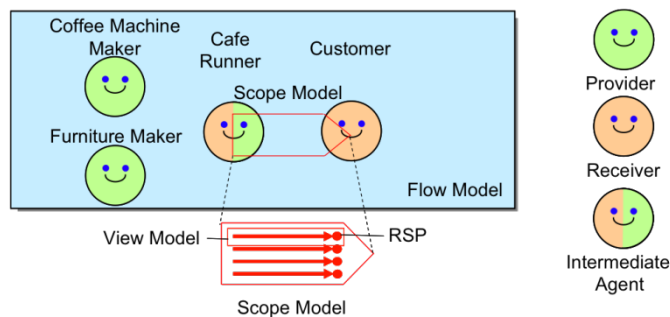 Coffee Machine
Maker
Cafe
Runner
Customer
Scope Model
Furniture Maker
Flow Model
View Model
RSP
Scope Model
Provider
Receiver
Intermediate
Agent